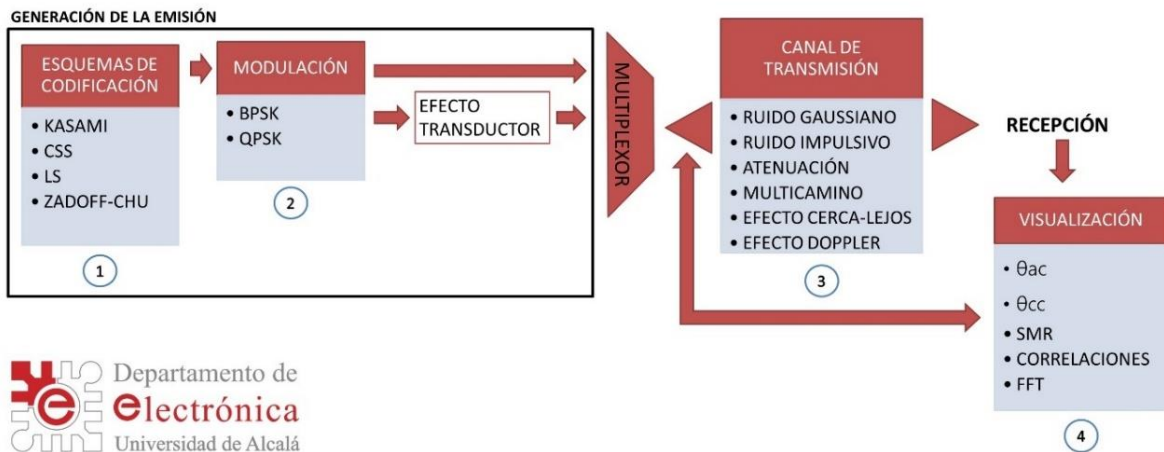 GENERACIÓN DE LA EMISIÓN
ESQUEMAS DE
CODIFICACIÓN
• KASAMI
• CSS
• LS
• ZADOFF-CHU
1
MODULACIÓN
• BPSK
• QPSK
2
EFECTO
TRANSDUCTOR
MULTIPLEXOR
CANAL DE
TRANSMISIÓN
• RUIDO GAUSSIANO
• RUIDO IMPULSIVO
• ATENUACIÓN
• MULTICAMINO
• EFECTO CERCA-LEJOS
• EFECTO DOPPLER
3
RECEPCIÓN
VISUALIZACIÓN
• θac
• θcc
• SMR
• CORRELACIONES
• FFT
4
e
Departamento de
electrónica
Universidad de Alcalá